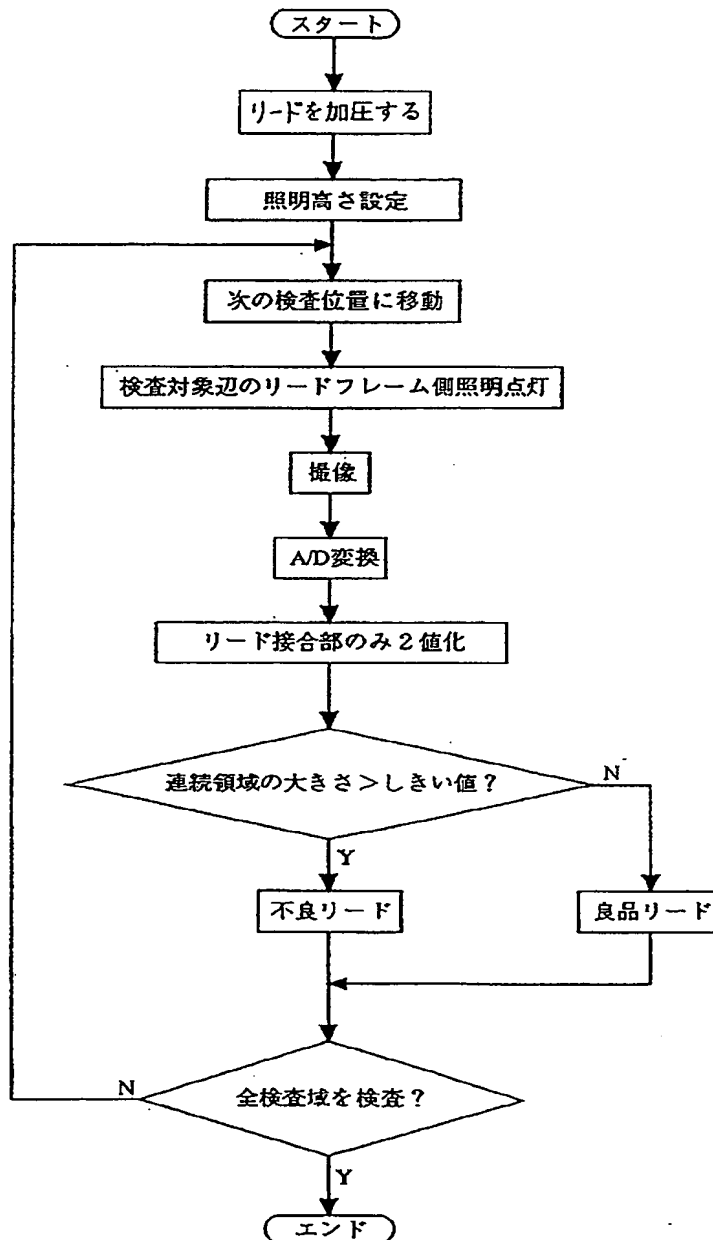 スタート
リードを加圧する
照明高さ設定
次の検査位置に移動
検査対象辺のリードフレーム側照明点灯
撮像
A/D変換
リード接合部のみ2値化
連続領域の大きさ>しきい値?
N
Y
不良リード
良品リード
全検査域を検査?
N
Y
エンド